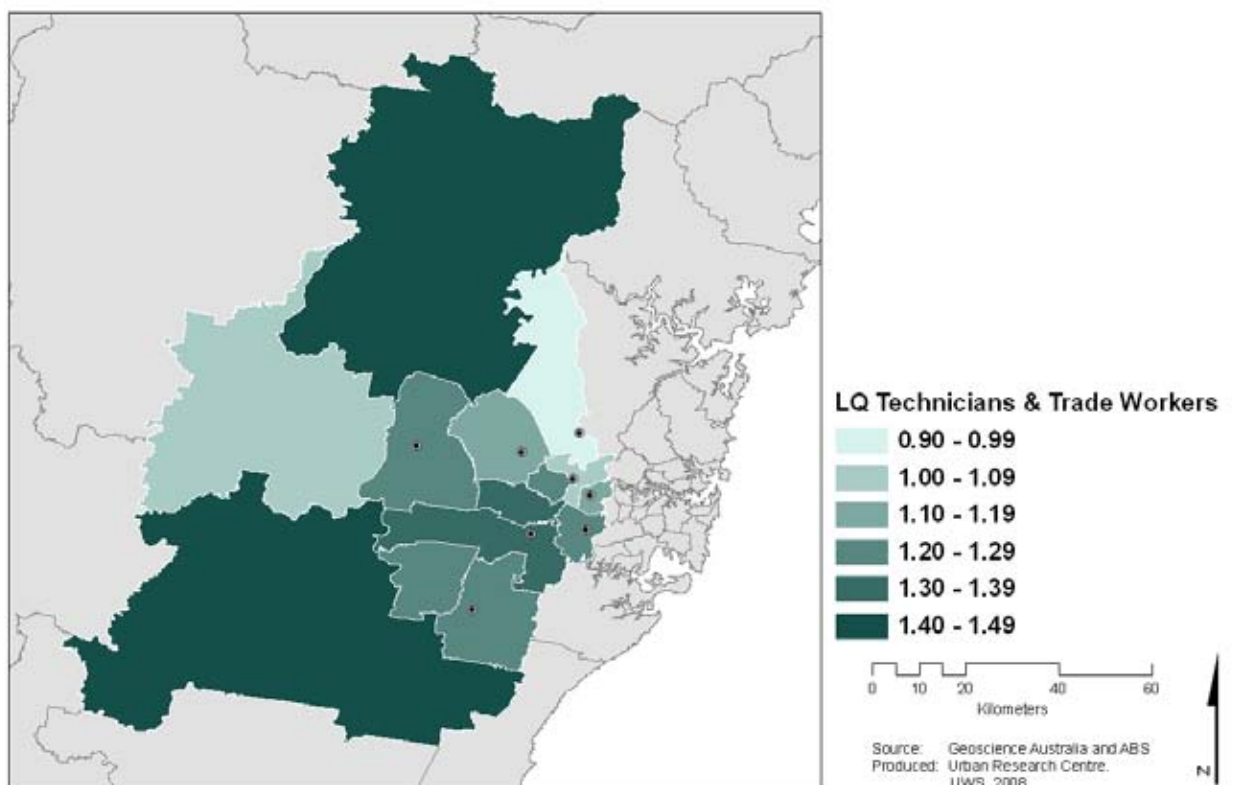 LQ Technicians & Trade Workers
0.90 - 0.99
1.00 - 1.09
1.10 - 1.19
1.20 - 1.29
1.30 - 1.39
1.40 - 1.49
0 10 20 40 60
Kilometers
Source: Geoscience Australia and ABS
Produced: Urban Research Centre.
UWS, 2008
N